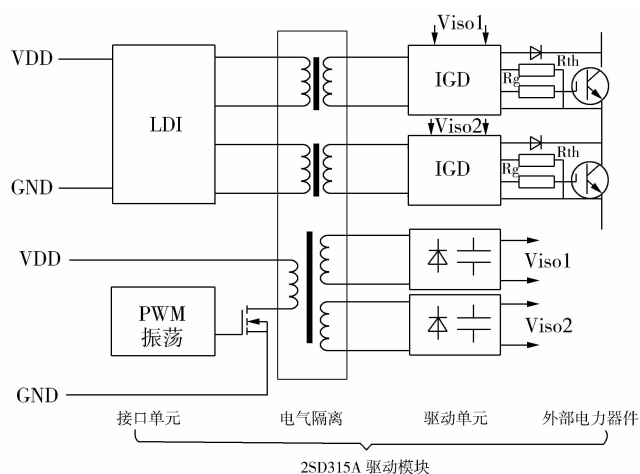 Viso1
VDD
LDI
IGD
Rth
Rg
Viso2
GND
IGD
Rth
Rg
VDD
Viso1
PWM
振荡
Viso2
GND
接口单元 电气隔离 驱动单元 外部电力器件
2SD315A 驱动模块